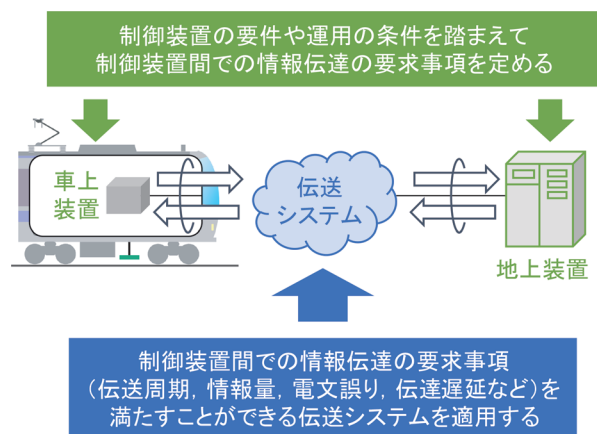 制御装置の要件や運用の条件を踏まえて
制御装置間での情報伝達の要求事項を定める
車上
装置
伝送
システム
地上装置
制御装置間での情報伝達の要求事項
（伝送周期，情報量，電文誤り，伝達遅延など）を
満たすことができる伝送システムを適用する